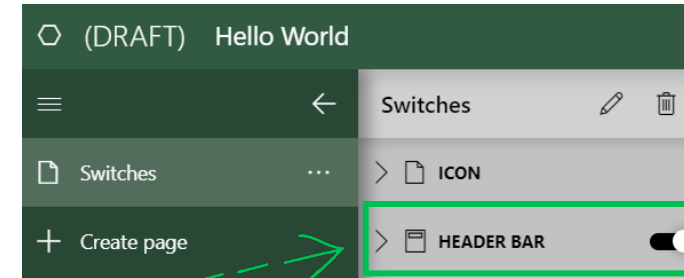 (DRAFT) Hello World
Switches
Switches
ICON
Create page
HEADER BAR